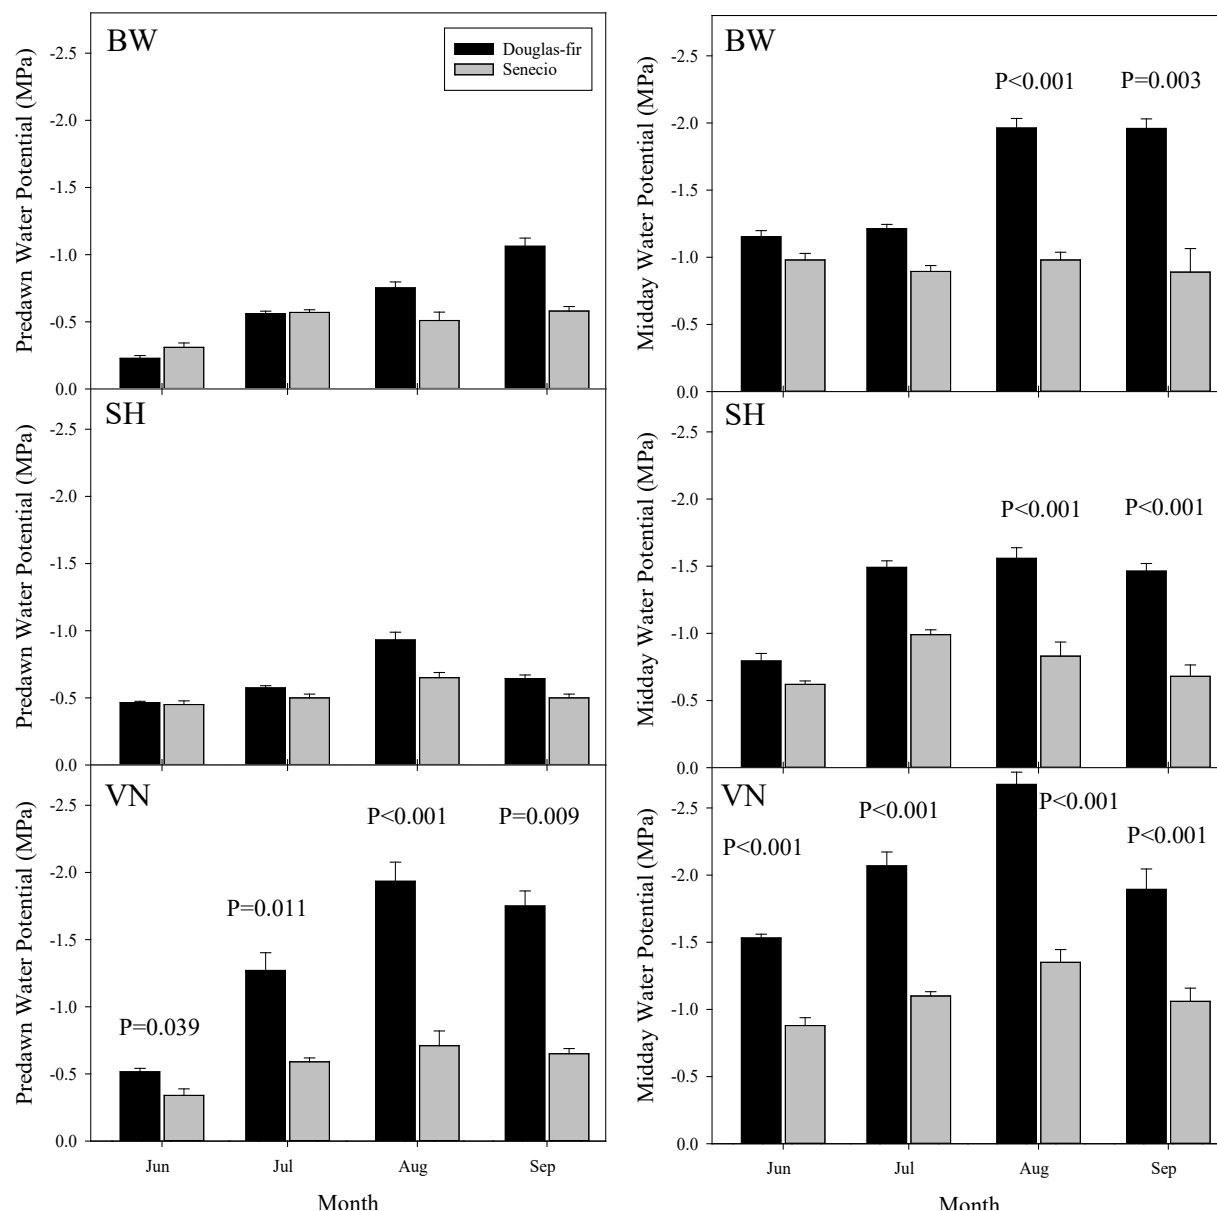 BW
Douglas-fir
Senecio
Predawn Water Potential (MPa)
-2.5
-2.0
-1.5
-1.0
-0.5
0.0
SH
Predawn Water Potential (MPa)
-2.5
-2.0
-1.5
-1.0
-0.5
0.0
VN
P<0.001
P=0.009
P=0.011
P=0.039
Predawn Water Potential (MPa)
-2.5
-2.0
-1.5
-1.0
-0.5
0.0
Jun
Jul
Aug
Sep
Month
BW
P<0.001
P=0.003
Midday Water Potential (MPa)
-2.5
-2.0
-1.5
-1.0
-0.5
0.0
SH
P<0.001
P<0.001
Midday Water Potential (MPa)
-2.5
-2.0
-1.5
-1.0
-0.5
0.0
VN
P<0.001
P<0.001
P<0.001
P<0.001
Midday Water Potential (MPa)
-2.5
-2.0
-1.5
-1.0
-0.5
0.0
Jun
Jul
Aug
Sep
Month